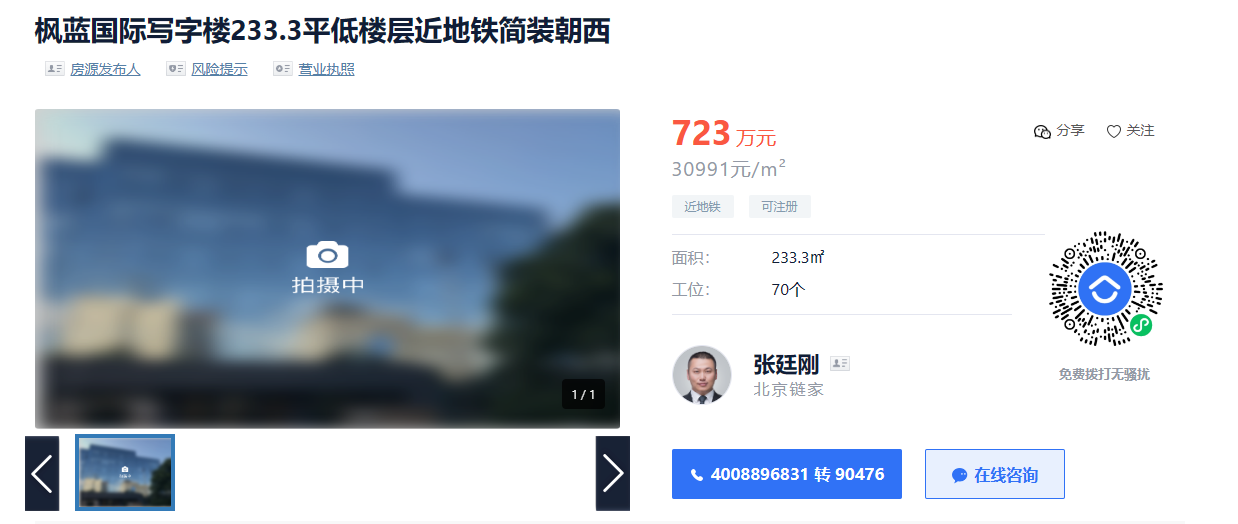 枫蓝国际写字楼233.3平低楼层近地铁简装朝西
房源发布人 风险提示 营业执照
拍摄中
1 / 1
723 万元
分享 关注
30991元/m²
近地铁 可注册
面积： 233.3㎡
工位： 70个
张廷刚
北京链家
免费拨打无骚扰
4008896831 转 90476
在线咨询